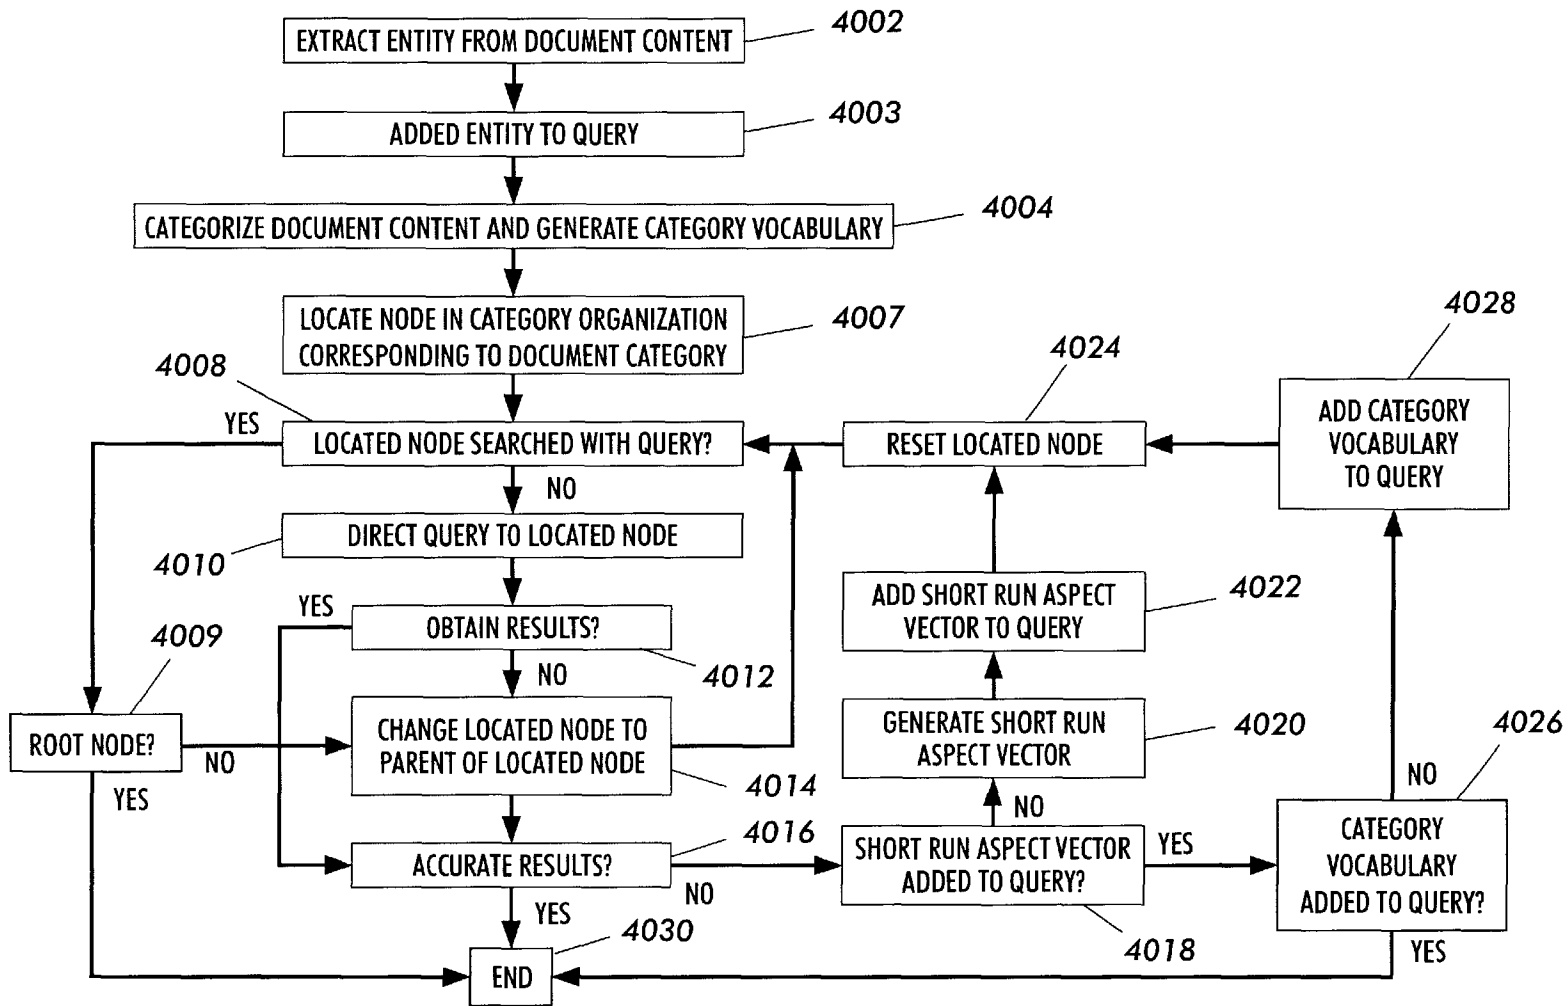 EXTRACT ENTITY FROM DOCUMENT CONTENT
4002
ADDED ENTITY TO QUERY
4003
CATEGORIZE DOCUMENT CONTENT AND GENERATE CATEGORY VOCABULARY
4004
LOCATE NODE IN CATEGORY ORGANIZATION
CORRESPONDING TO DOCUMENT CATEGORY
4007
4008
YES
LOCATED NODE SEARCHED WITH QUERY?
NO
4024
RESET LOCATED NODE
4028
ADD CATEGORY
VOCABULARY
TO QUERY
DIRECT QUERY TO LOCATED NODE
4010
YES
OBTAIN RESULTS?
4012
NO
ADD SHORT RUN ASPECT
VECTOR TO QUERY
4022
4009
ROOT NODE?
NO
YES
CHANGE LOCATED NODE TO
PARENT OF LOCATED NODE
4014
GENERATE SHORT RUN
ASPECT VECTOR
4020
NO
4026
NO
ACCURATE RESULTS?
4016
NO
YES
SHORT RUN ASPECT VECTOR
ADDED TO QUERY?
4018
YES
CATEGORY
VOCABULARY
ADDED TO QUERY?
YES
4030
END